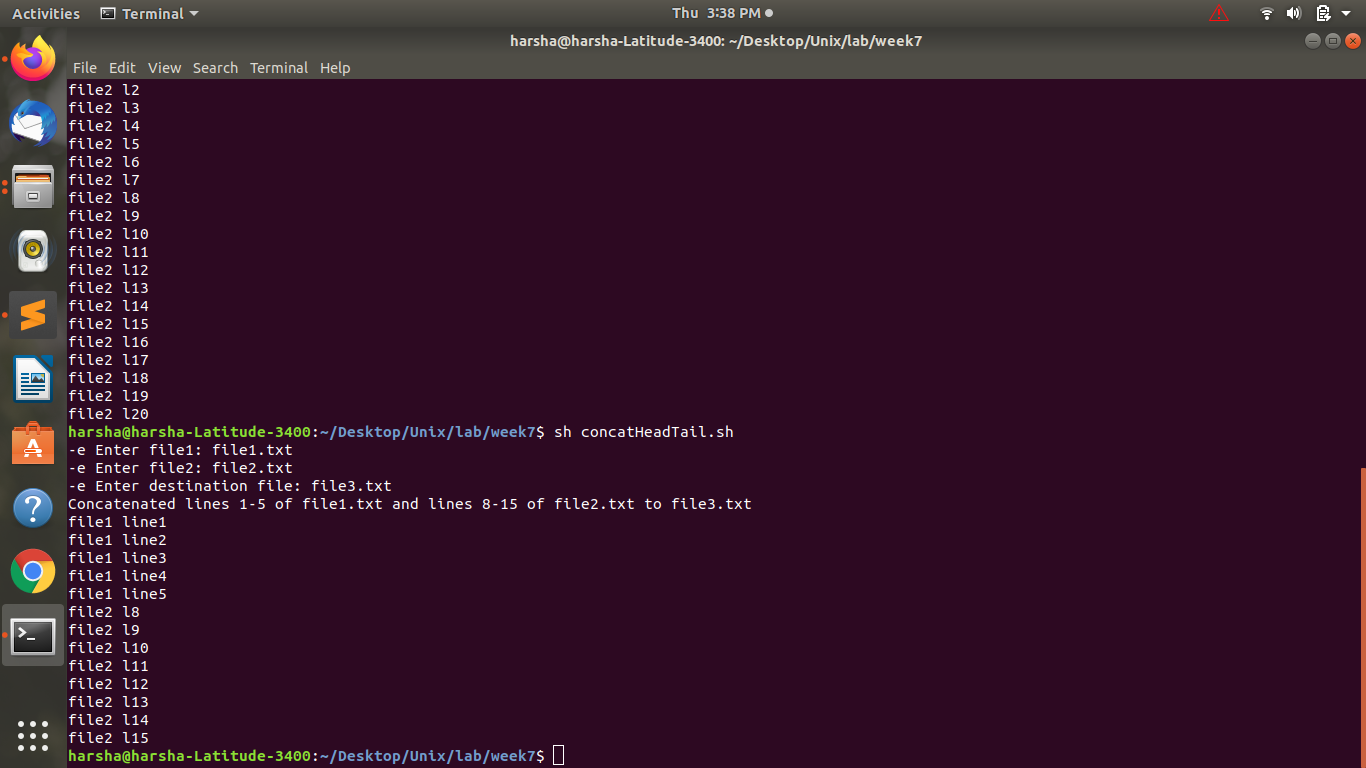 Activities Terminal Thu 3:38 PM
harsha@harsha-Latitude-3400: ~/Desktop/Unix/lab/week7
File Edit View Search Terminal Help
file2 l2
file2 l3
file2 l4
file2 l5
file2 l6
file2 l7
file2 l8
file2 l9
file2 l10
file2 l11
file2 l12
file2 l13
file2 l14
file2 l15
file2 l16
file2 l17
file2 l18
file2 l19
file2 l20
harsha@harsha-Latitude-3400:~/Desktop/Unix/lab/week7$ sh concatHeadTail.sh
-e Enter file1: file1.txt
-e Enter file2: file2.txt
-e Enter destination file: file3.txt
Concatenated lines 1-5 of file1.txt and lines 8-15 of file2.txt to file3.txt
file1 line1
file1 line2
file1 line3
file1 line4
file1 line5
file2 l8
file2 l9
file2 l10
file2 l11
file2 l12
file2 l13
file2 l14
file2 l15
harsha@harsha-Latitude-3400:~/Desktop/Unix/lab/week7$